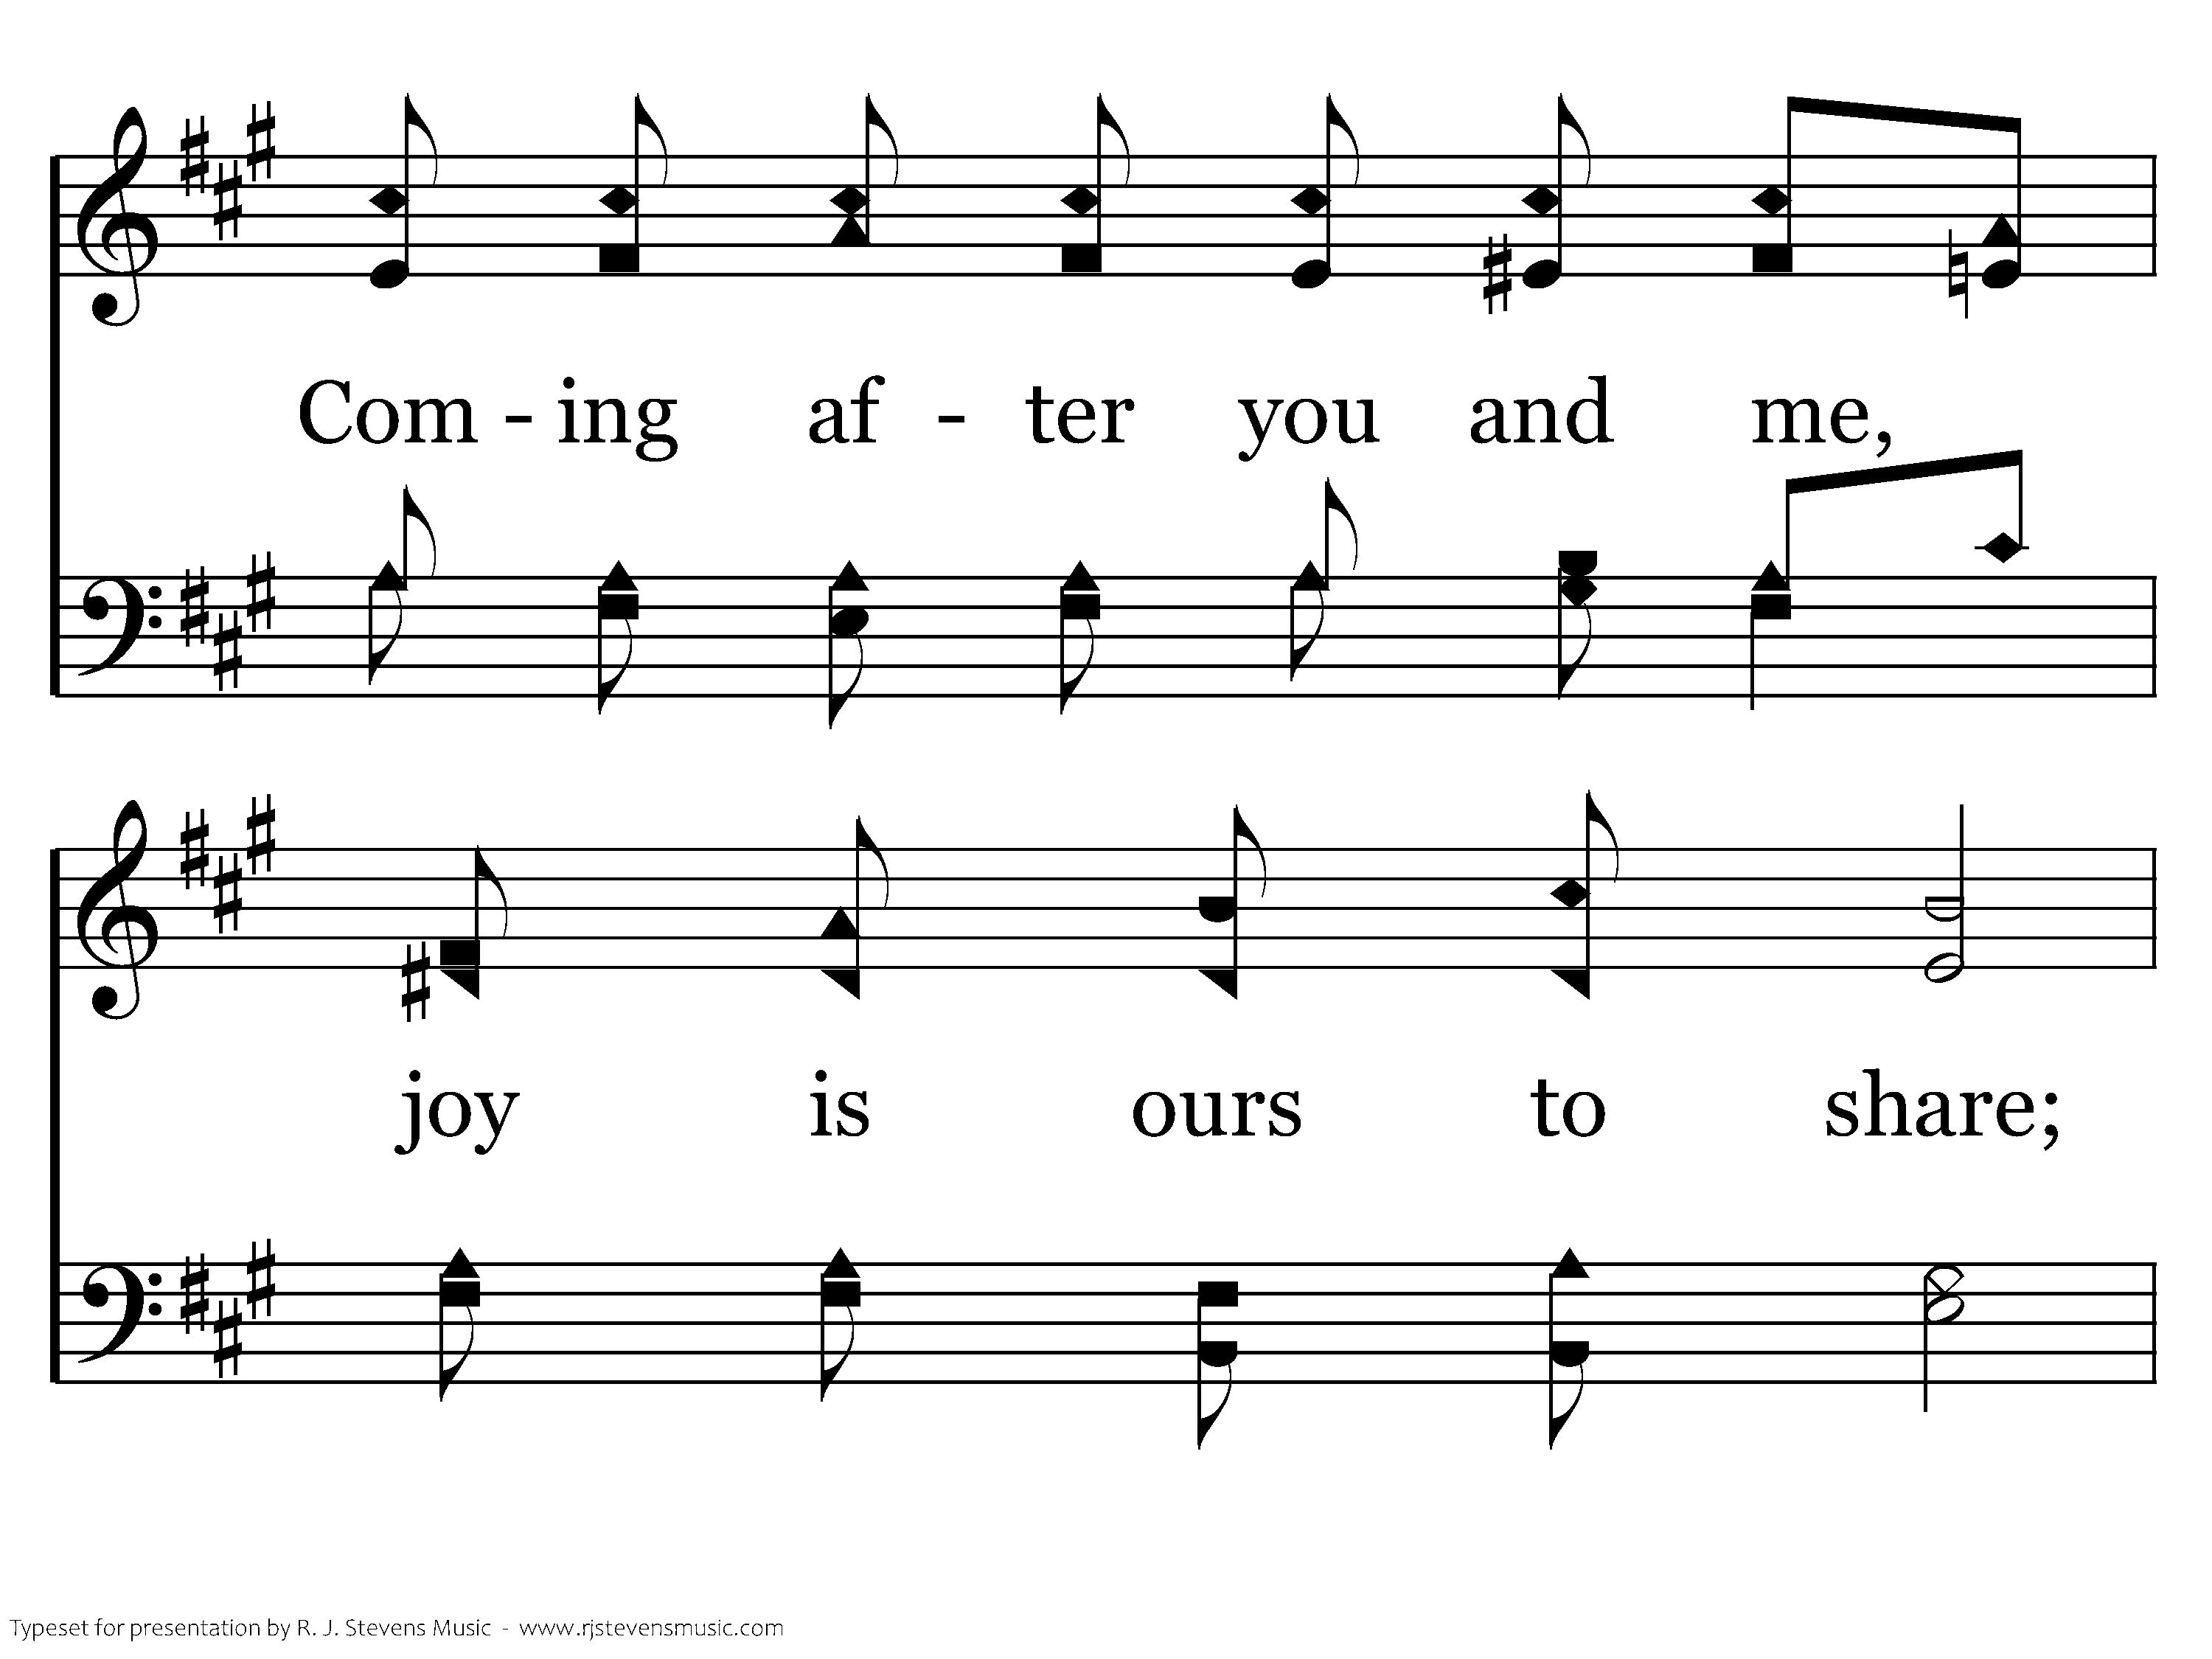 Com - ing af - ter you and me,
joy is ours to share;
Typeset for presentation by R. J. Stevens Music - www.rjstevensmusic.com